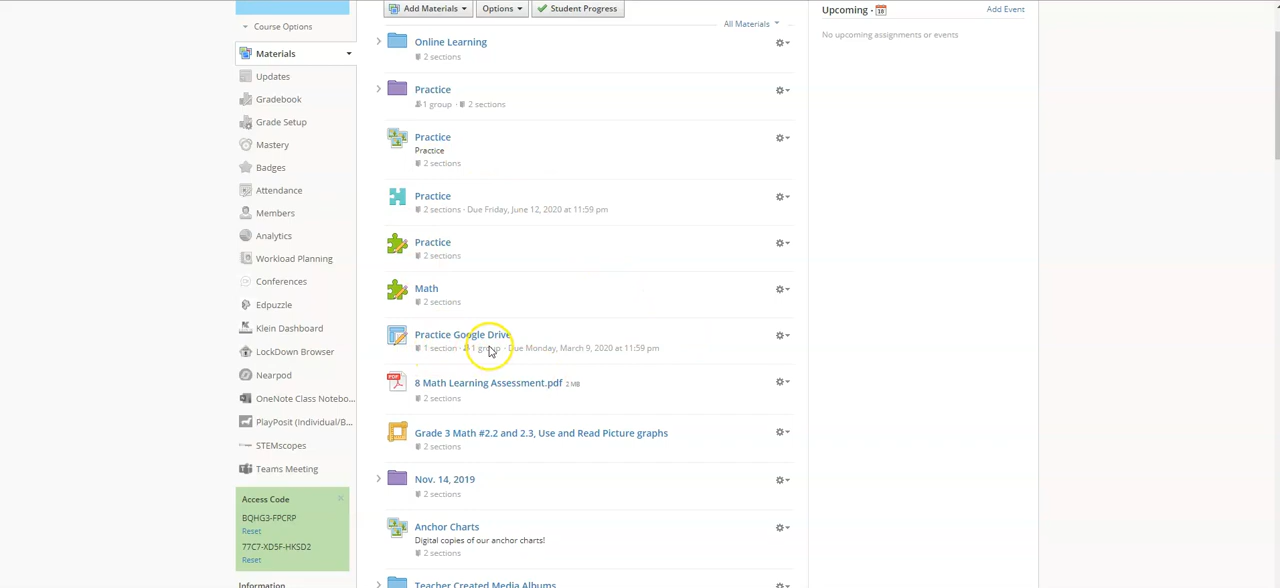 Add Materials
Options
Student Progress
Upcoming ·
Add Event
All Materials
No upcoming assignments or events
Course Options
Materials
Updates
Gradebook
Grade Setup
Mastery
Badges
Attendance
Members
Analytics
Workload Planning
Conferences
Edpuzzle
Klein Dashboard
LockDown Browser
Nearpod
OneNote Class Notebo...
PlayPosit (Individual/B...
STEMscopes
Teams Meeting
Access Code
BQHG3-FPCRP
Reset
77C7-XD5F-HKSD2
Reset
Information
Online Learning
2 sections
Practice
1 group · 2 sections
Practice
Practice
2 sections
Practice
2 sections · Due Friday, June 12, 2020 at 11:59 pm
Practice
2 sections
Math
2 sections
Practice Google Drive
1 section · 1 group · Due Monday, March 9, 2020 at 11:59 pm
8 Math Learning Assessment.pdf 2 MB
2 sections
Grade 3 Math #2.2 and 2.3, Use and Read Picture graphs
2 sections
Nov. 14, 2019
2 sections
Anchor Charts
Digital copies of our anchor charts!
2 sections
Teacher Created Media Albums